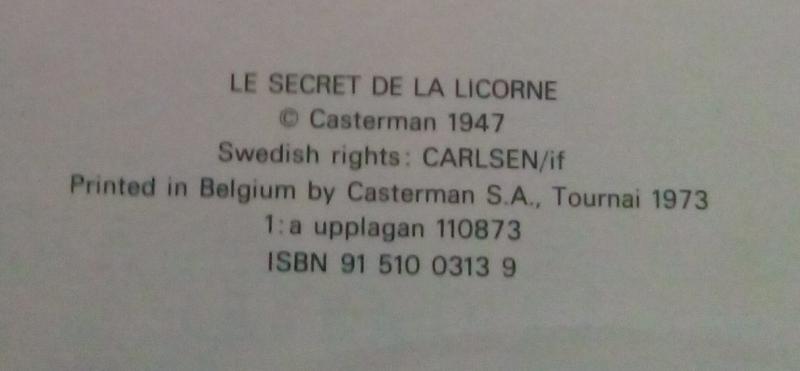 LE SECRET DE LA LICORNE
© Casterman 1947
Swedish rights: CARLSEN/if
Printed in Belgium by Casterman S.A., Tournai 1973
1:a upplagan 110873
ISBN 91 510 0313 9